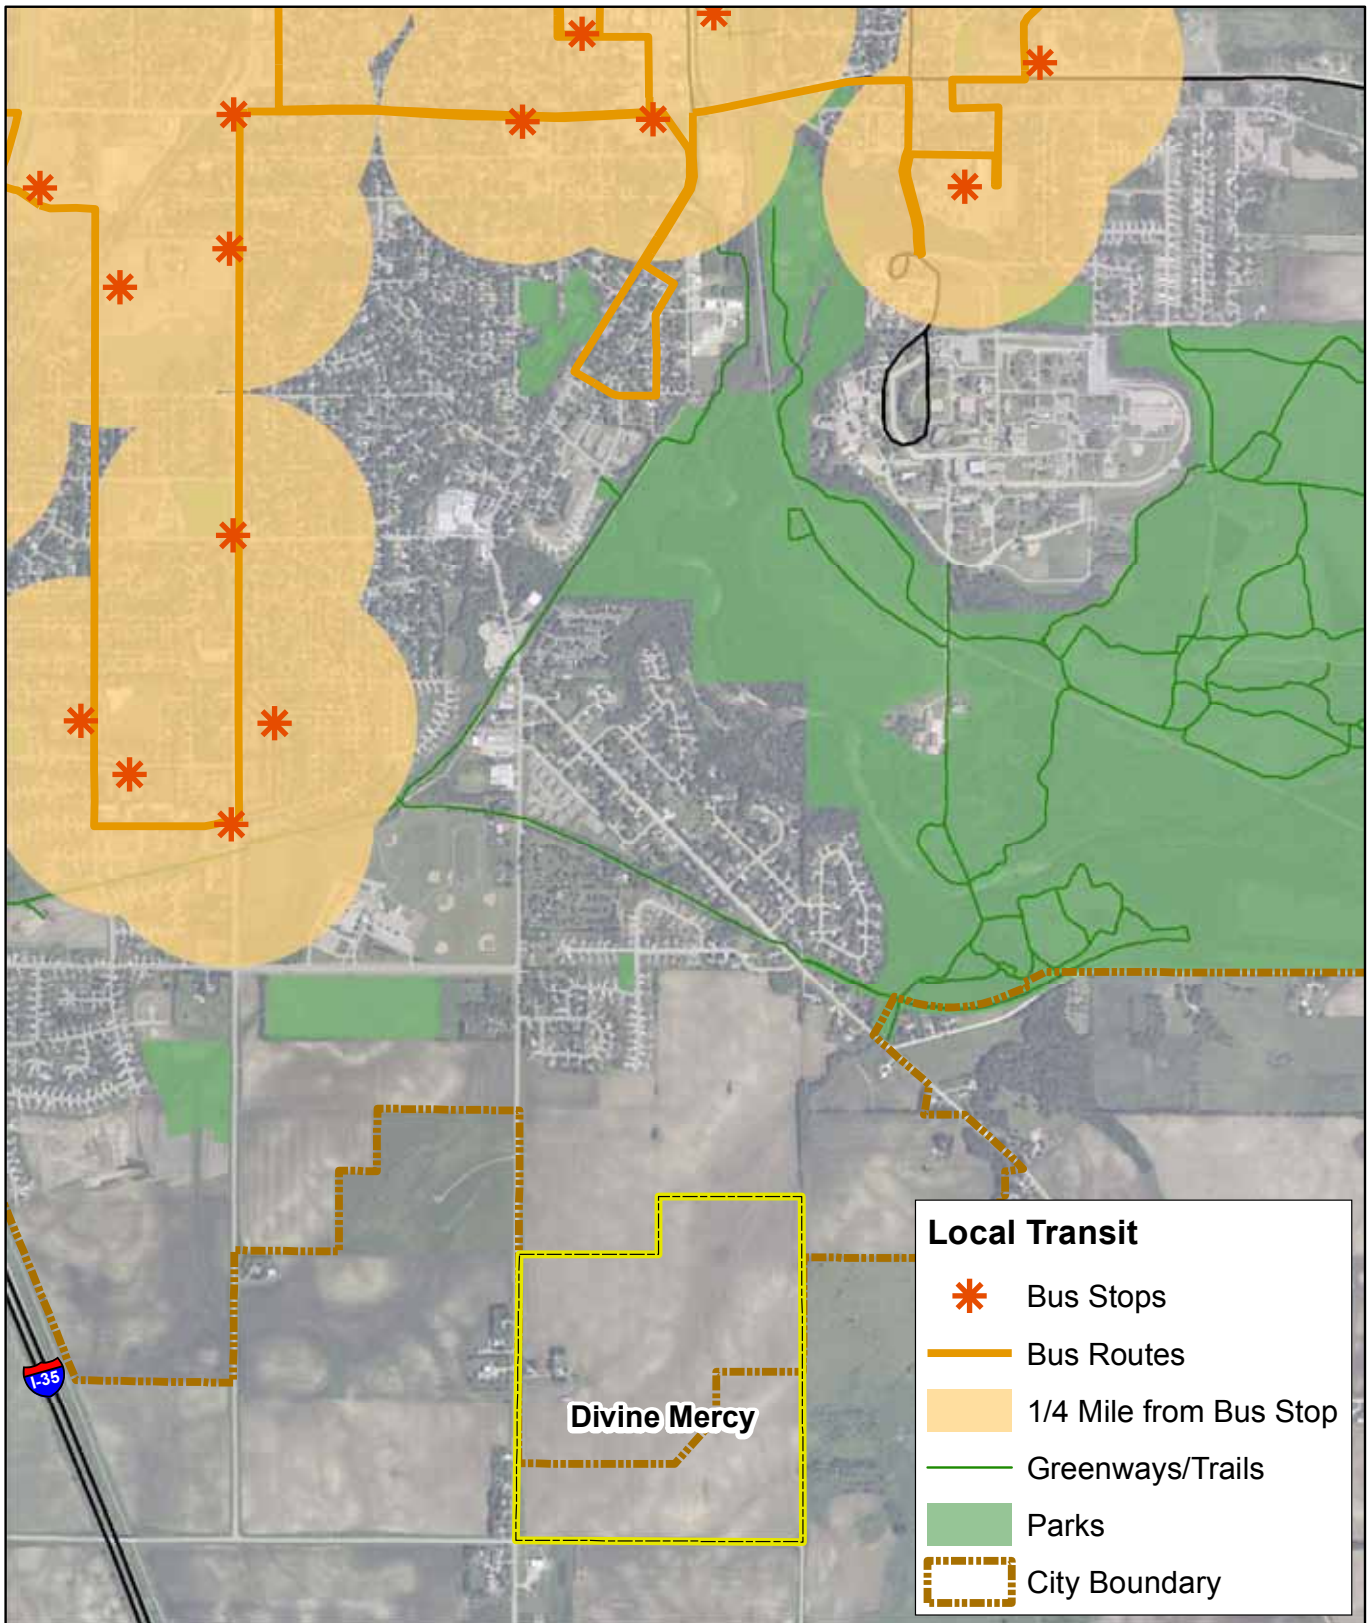 I-35
Divine Mercy
Local Transit
Bus Stops
Bus Routes
1/4 Mile from Bus Stop
Greenways/Trails
Parks
City Boundary